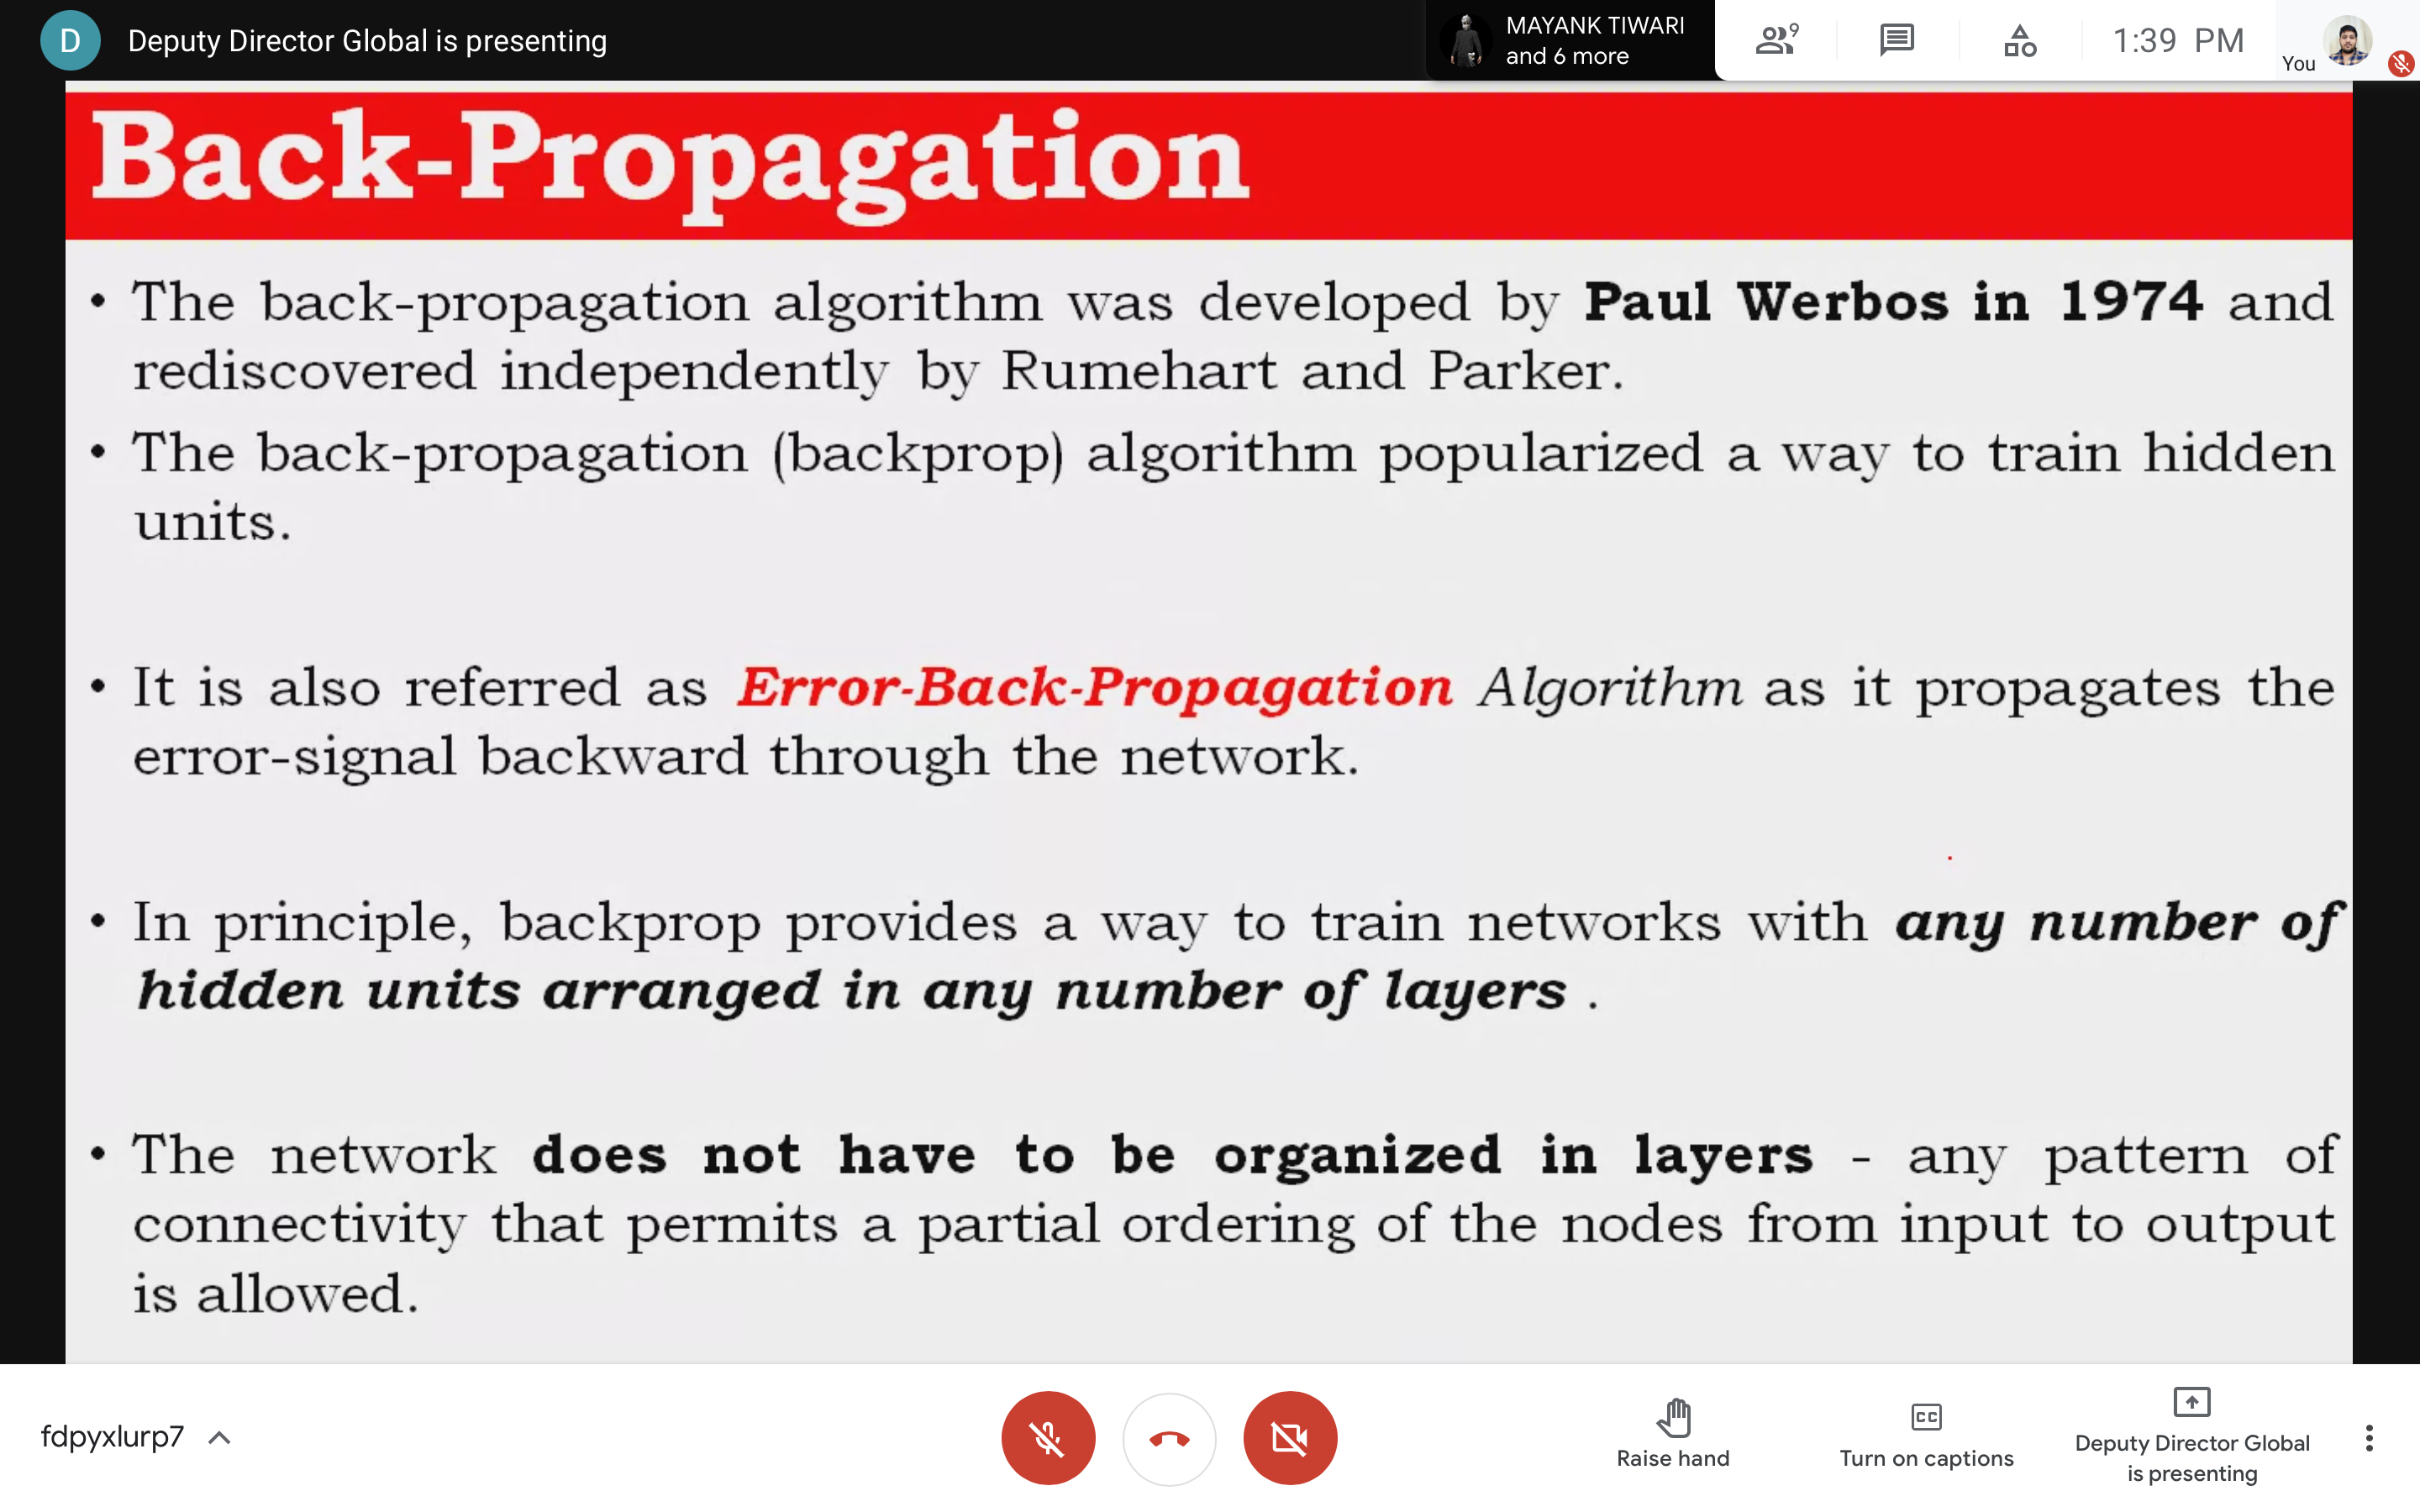 D Deputy Director Global is presenting
MAYANK TIWARI
and 6 more
9
1:39 PM
You
Back-Propagation
• The back-propagation algorithm was developed by Paul Werbos in 1974 and
rediscovered independently by Rumehart and Parker.
• The back-propagation (backprop) algorithm popularized a way to train hidden
units.
• It is also referred as Error-Back-Propagation Algorithm as it propagates the
error-signal backward through the network.
• In principle, backprop provides a way to train networks with any number of
hidden units arranged in any number of layers .
• The network does not have to be organized in layers - any pattern of
connectivity that permits a partial ordering of the nodes from input to output
is allowed.
fdpyxlurp7
Raise hand
CC
Turn on captions
Deputy Director Global
is presenting